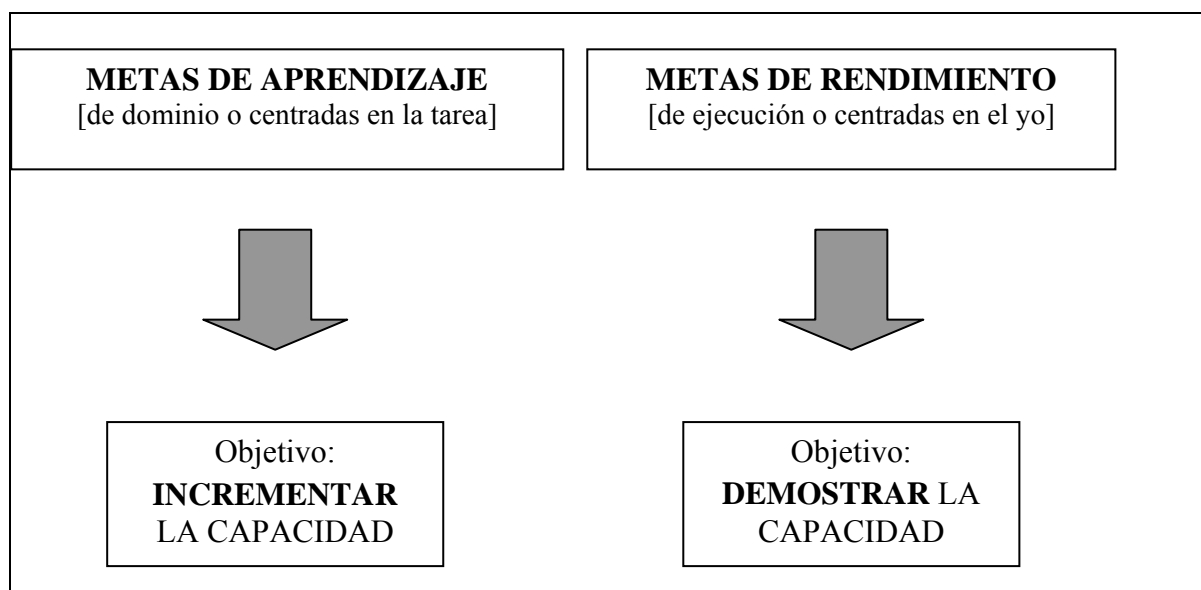 METAS DE APRENDIZAJE
[de dominio o centradas en la tarea]
METAS DE RENDIMIENTO
[de ejecución o centradas en el yo]
Objetivo:
INCREMENTAR
LA CAPACIDAD
Objetivo:
DEMOSTRAR LA
CAPACIDAD